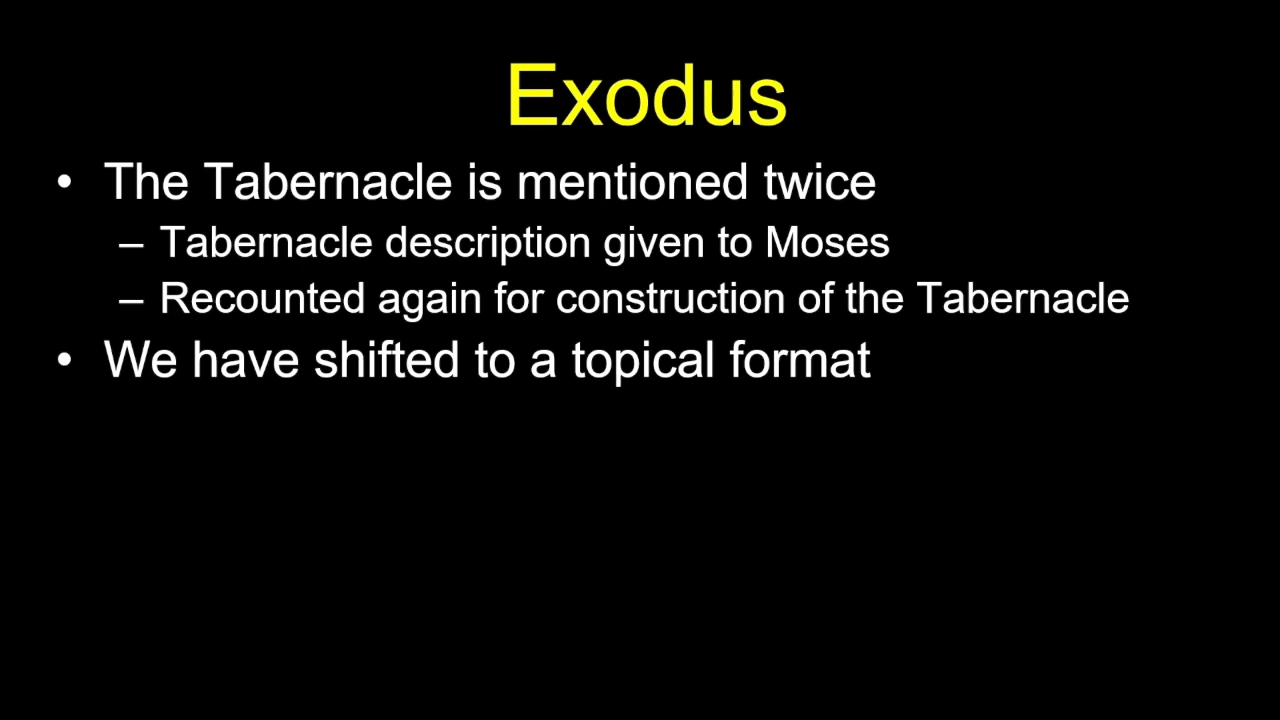 Exodus
• The Tabernacle is mentioned twice
– Tabernacle description given to Moses
– Recounted again for construction of the Tabernacle
• We have shifted to a topical format